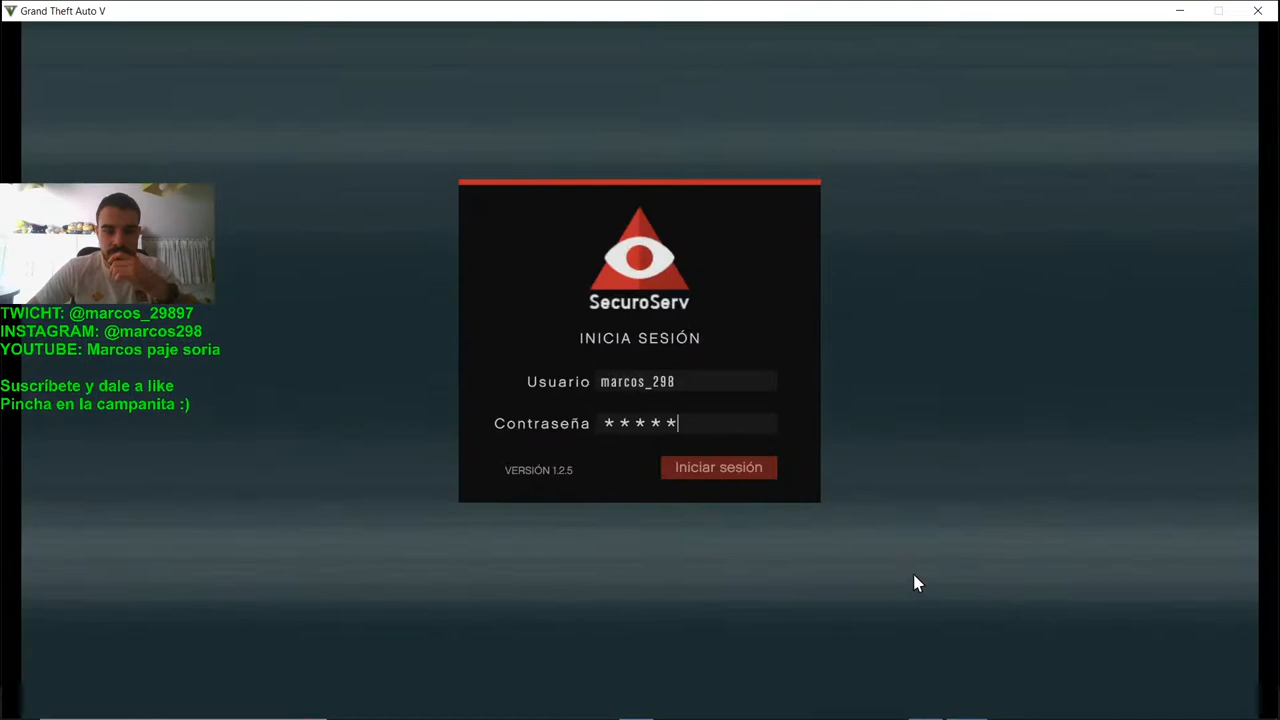 Grand Theft Auto V
SecuroServ
INICIA SESIÓN
Usuario marcos_298
Contraseña * * * * *
VERSIÓN 1.2.5 Iniciar sesión
TWICHT: @marcos_29897
INSTAGRAM: @marcos298
YOUTUBE: Marcos paje soria
Suscríbete y dale a like
Pincha en la campanita :)